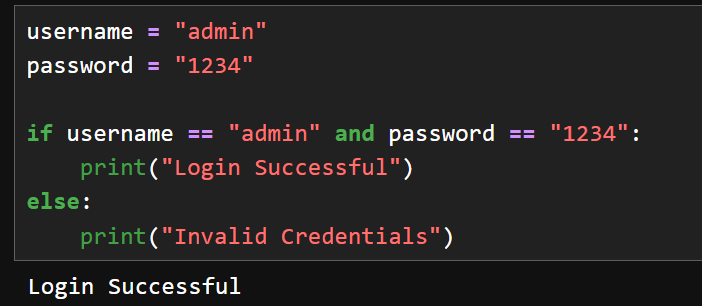 username = "admin"
password = "1234"
if username == "admin" and password == "1234":
    print("Login Successful")
else:
    print("Invalid Credentials")
Login Successful